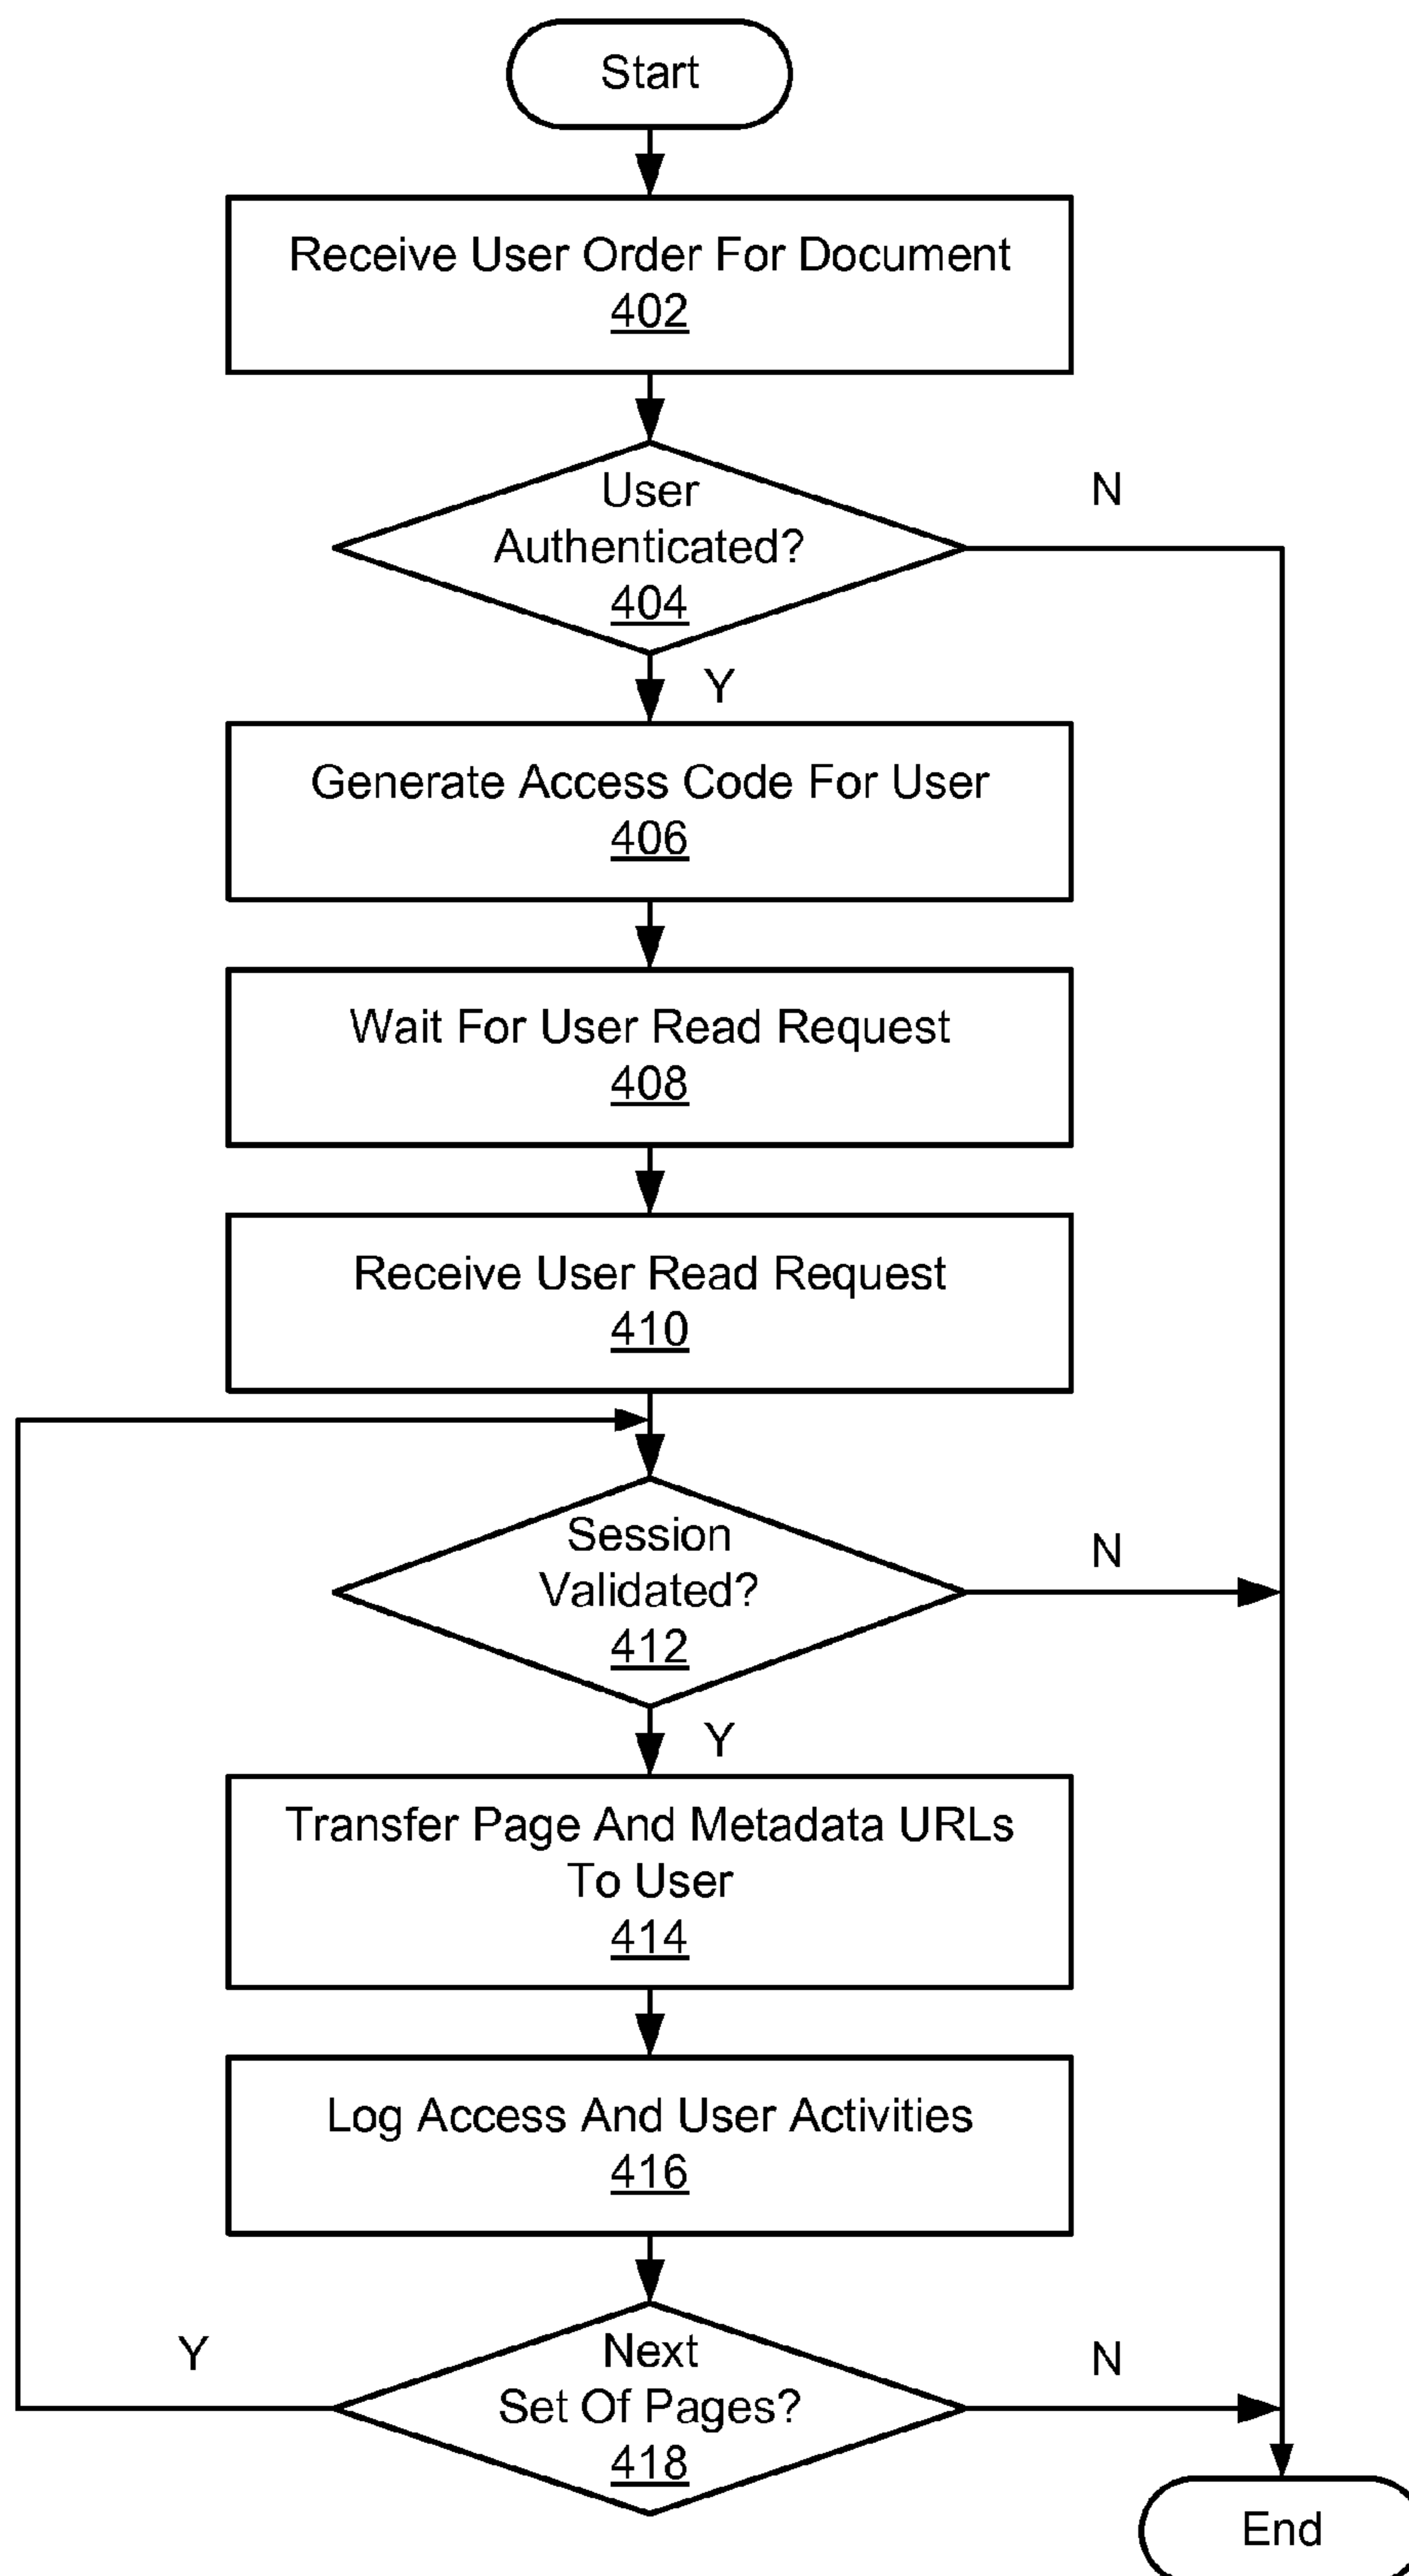 Start
Receive User Order For Document
402
User
Authenticated?
404
N
Y
Generate Access Code For User
406
Wait For User Read Request
408
Receive User Read Request
410
Session
Validated?
412
N
Y
Transfer Page And Metadata URLs
To User
414
Log Access And User Activities
416
Next
Set Of Pages?
418
Y
N
End